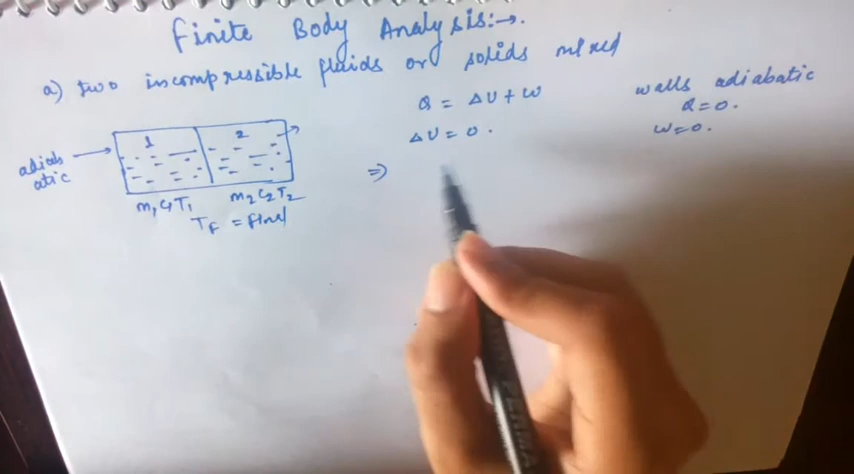 Finite Body Analysis:→.
a) two incompressible fluids or solids mixed
Q = ΔU + W
ΔU = 0.
⇒
walls adiabatic
Q = 0.
W = 0.
adiab
atic
1 2
m₁ C₁ T₁ m₂ C₂ T₂
T_F = final